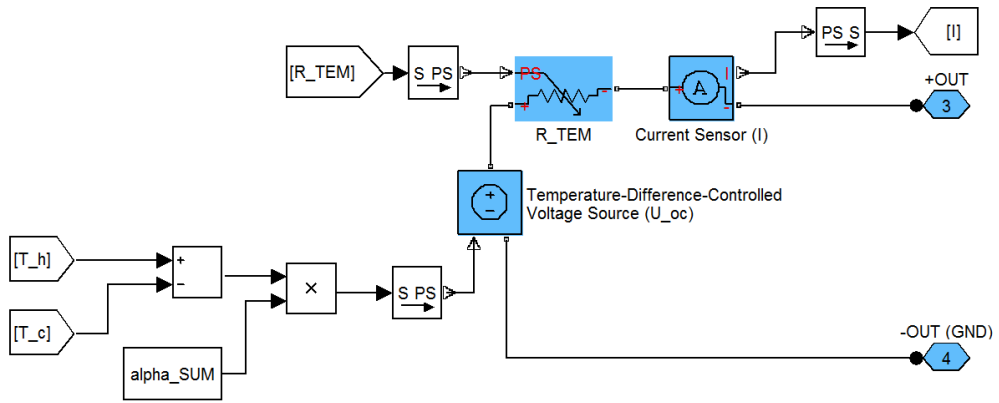 [I]
PS S
[R_TEM]
S PS
PS
I
+OUT
+
-
A
+
-
3
R_TEM
Current Sensor (I)
+
−
Temperature-Difference-Controlled
Voltage Source (U_oc)
[T_h]
+
−
×
S PS
[T_c]
-OUT (GND)
4
alpha_SUM